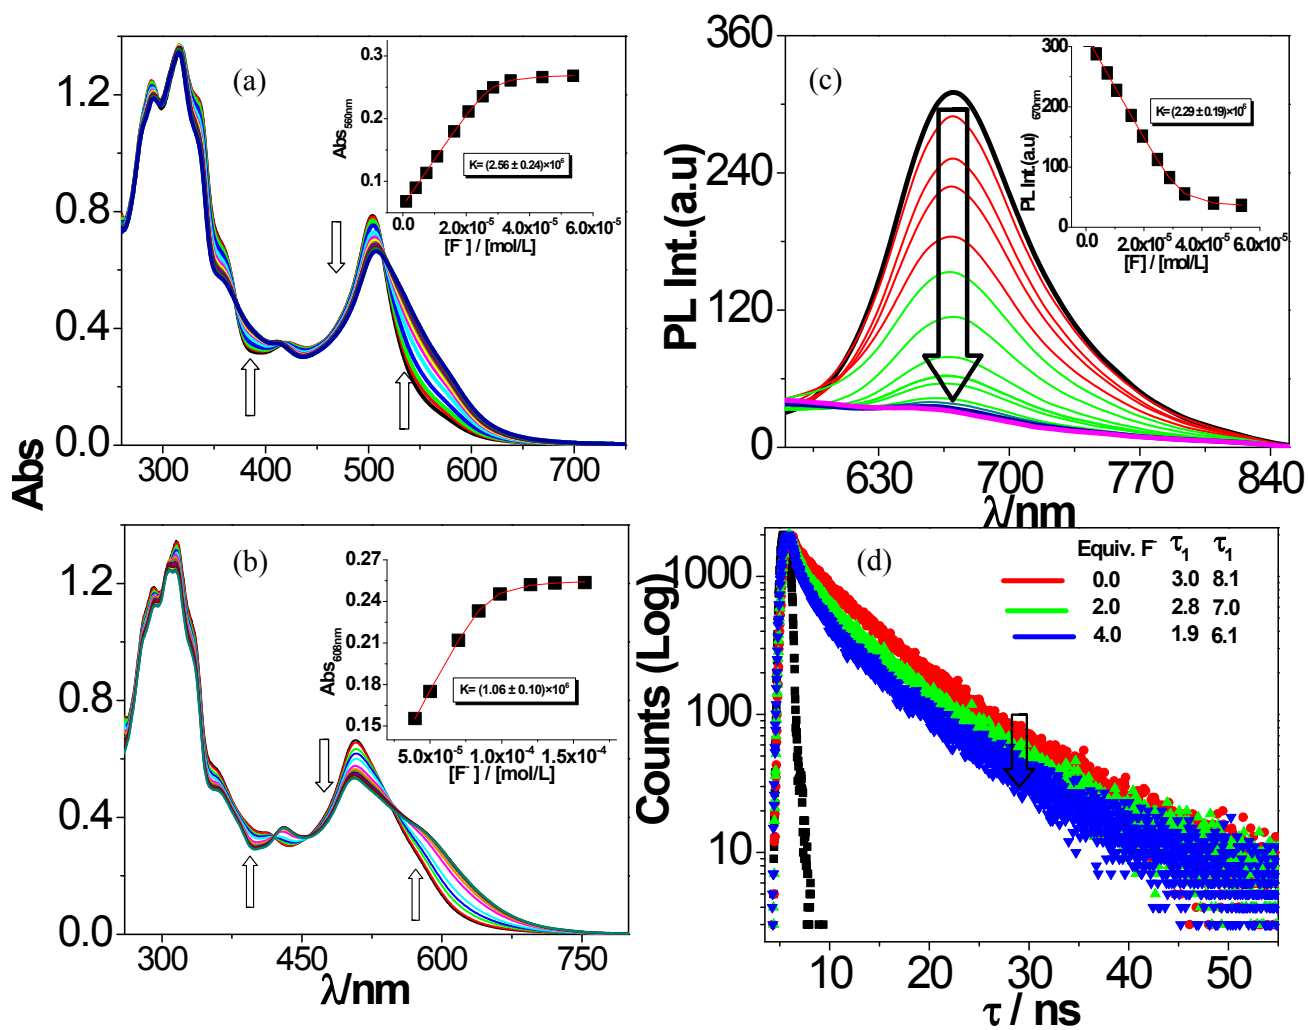 (a)
Abs
1.2
0.8
0.4
0.0
300 400 500 600 700
0.3
0.2
0.1
Abs560nm
K= (2.56 ± 0.24)×10⁶
0.0 2.0x10⁻⁵ 4.0x10⁻⁵ 6.0x10⁻⁵
[F⁻] / [mol/L]
(b)
1.2
0.8
0.4
0.0
300 450 600 750
λ/nm
0.27
0.24
0.21
0.18
0.15
Abs608nm
K= (1.06 ± 0.10)×10⁶
5.0x10⁻⁵ 1.0x10⁻⁴ 1.5x10⁻⁴
[F⁻] / [mol/L]
(c)
PL Int.(a.u)
360
240
120
0
630 700 770 840
λ/nm
300
200
100
0
PL Int.(a.u) 670nm
K= (2.29 ± 0.19)×10⁶
0.0 2.0x10⁻⁵ 4.0x10⁻⁵ 6.0x10⁻⁵
[F] / [mol/L]
(d)
Counts (Log)
1000
100
10
10 20 30 40 50
τ / ns
Equiv. F⁻ τ1 τ1
0.0 3.0 8.1
2.0 2.8 7.0
4.0 1.9 6.1